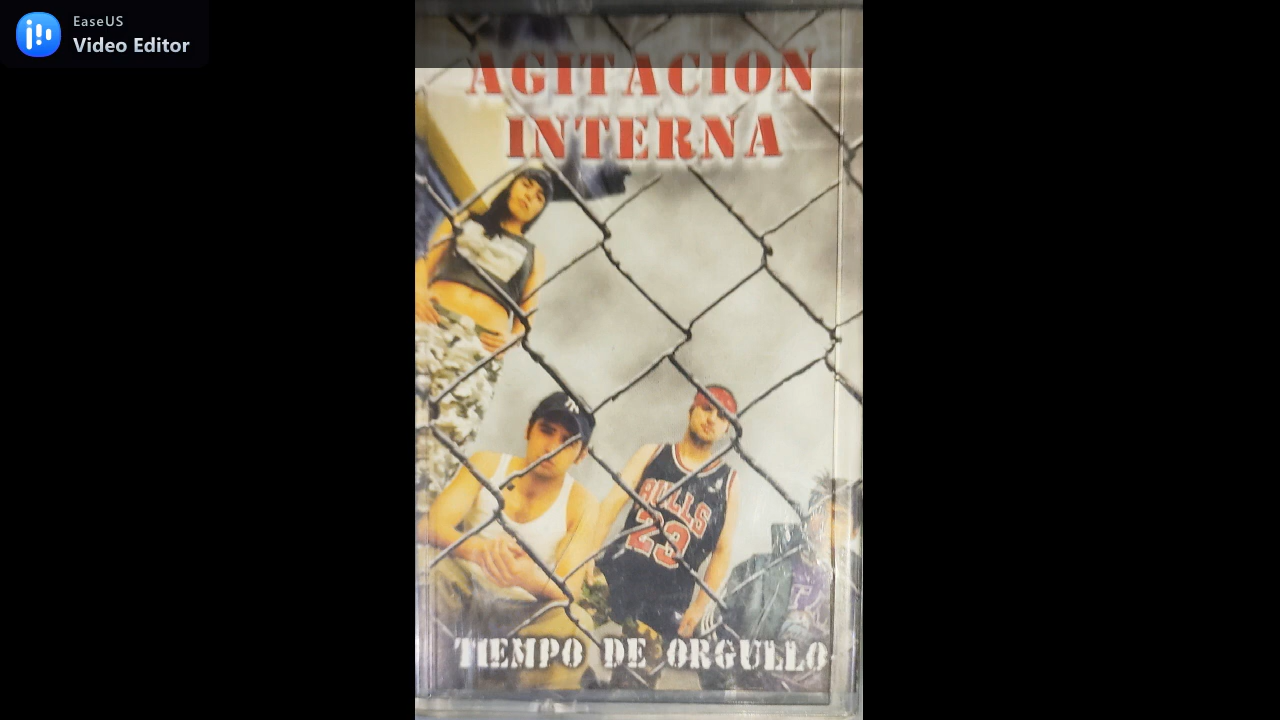 EaseUS
Video Editor
AGITACION
INTERNA
BULLS
23
TIEMPO DE ORGULLO